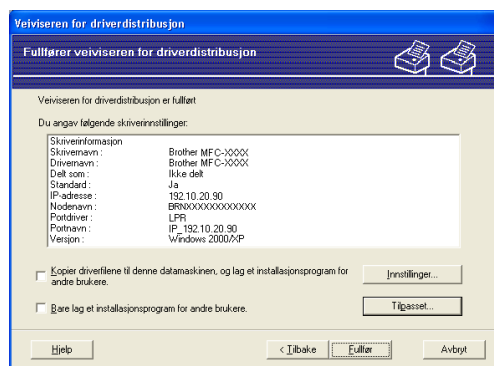 Veiviseren for driverdistribusjon
Fullfører veiviseren for driverdistribusjon
Veiviseren for driverdistribusjon er fullført
Du angav følgende skriverinnstillinger:
Skriverinformasjon
Skrivernavn : Brother MFC-XXXX
Drivernavn : Brother MFC-XXXX
Delt som : Ikke delt
Standard : Ja
IP-adresse : 192.10.20.90
Nodenavn : BRNXXXXXXXXXXXX
Portdriver : LPR
Portnavn : IP_192.10.20.90
Versjon : Windows 2000/XP
Kopier driverfilene til denne datamaskinen, og lag et installasjonsprogram for
andre brukere.
Innstillinger...
Bare lag et installasjonsprogram for andre brukere.
Tilpasset...
Hjelp
< Tilbake
Fullfør
Avbryt